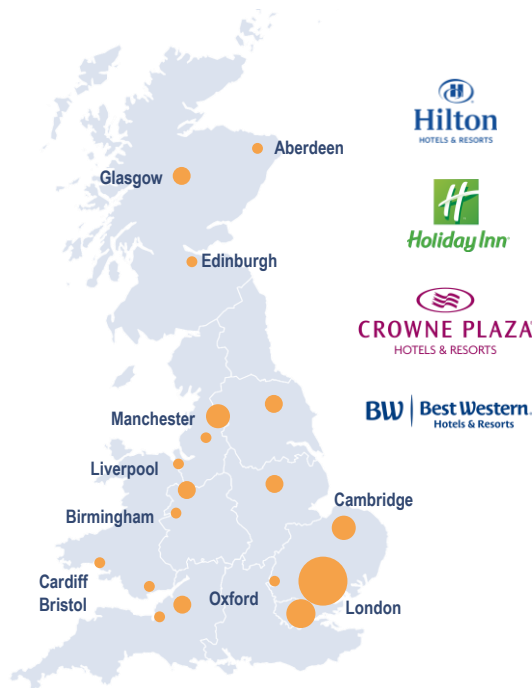 Aberdeen
Glasgow
Edinburgh
Manchester
Liverpool
Birmingham
Cambridge
Cardiff
Bristol
Oxford
London
H
Hilton
HOTELS & RESORTS
H
Holiday Inn
CROWNE PLAZA
HOTELS & RESORTS
BW Best Western
Hotels & Resorts